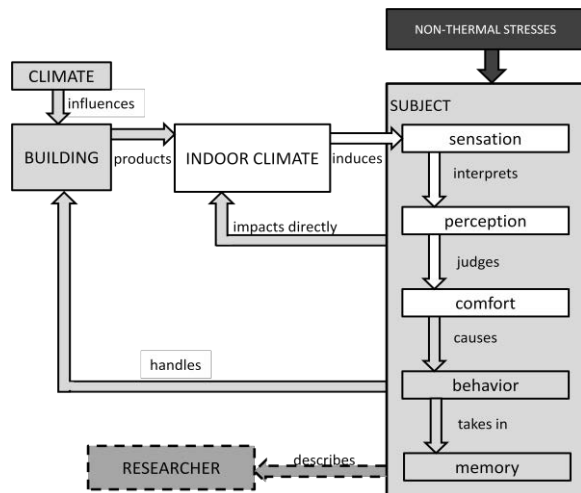 NON-THERMAL STRESSES
CLIMATE
influences
SUBJECT
BUILDING
products
INDOOR CLIMATE
induces
sensation
interprets
impacts directly
perception
judges
comfort
causes
handles
behavior
takes in
RESEARCHER
describes
memory